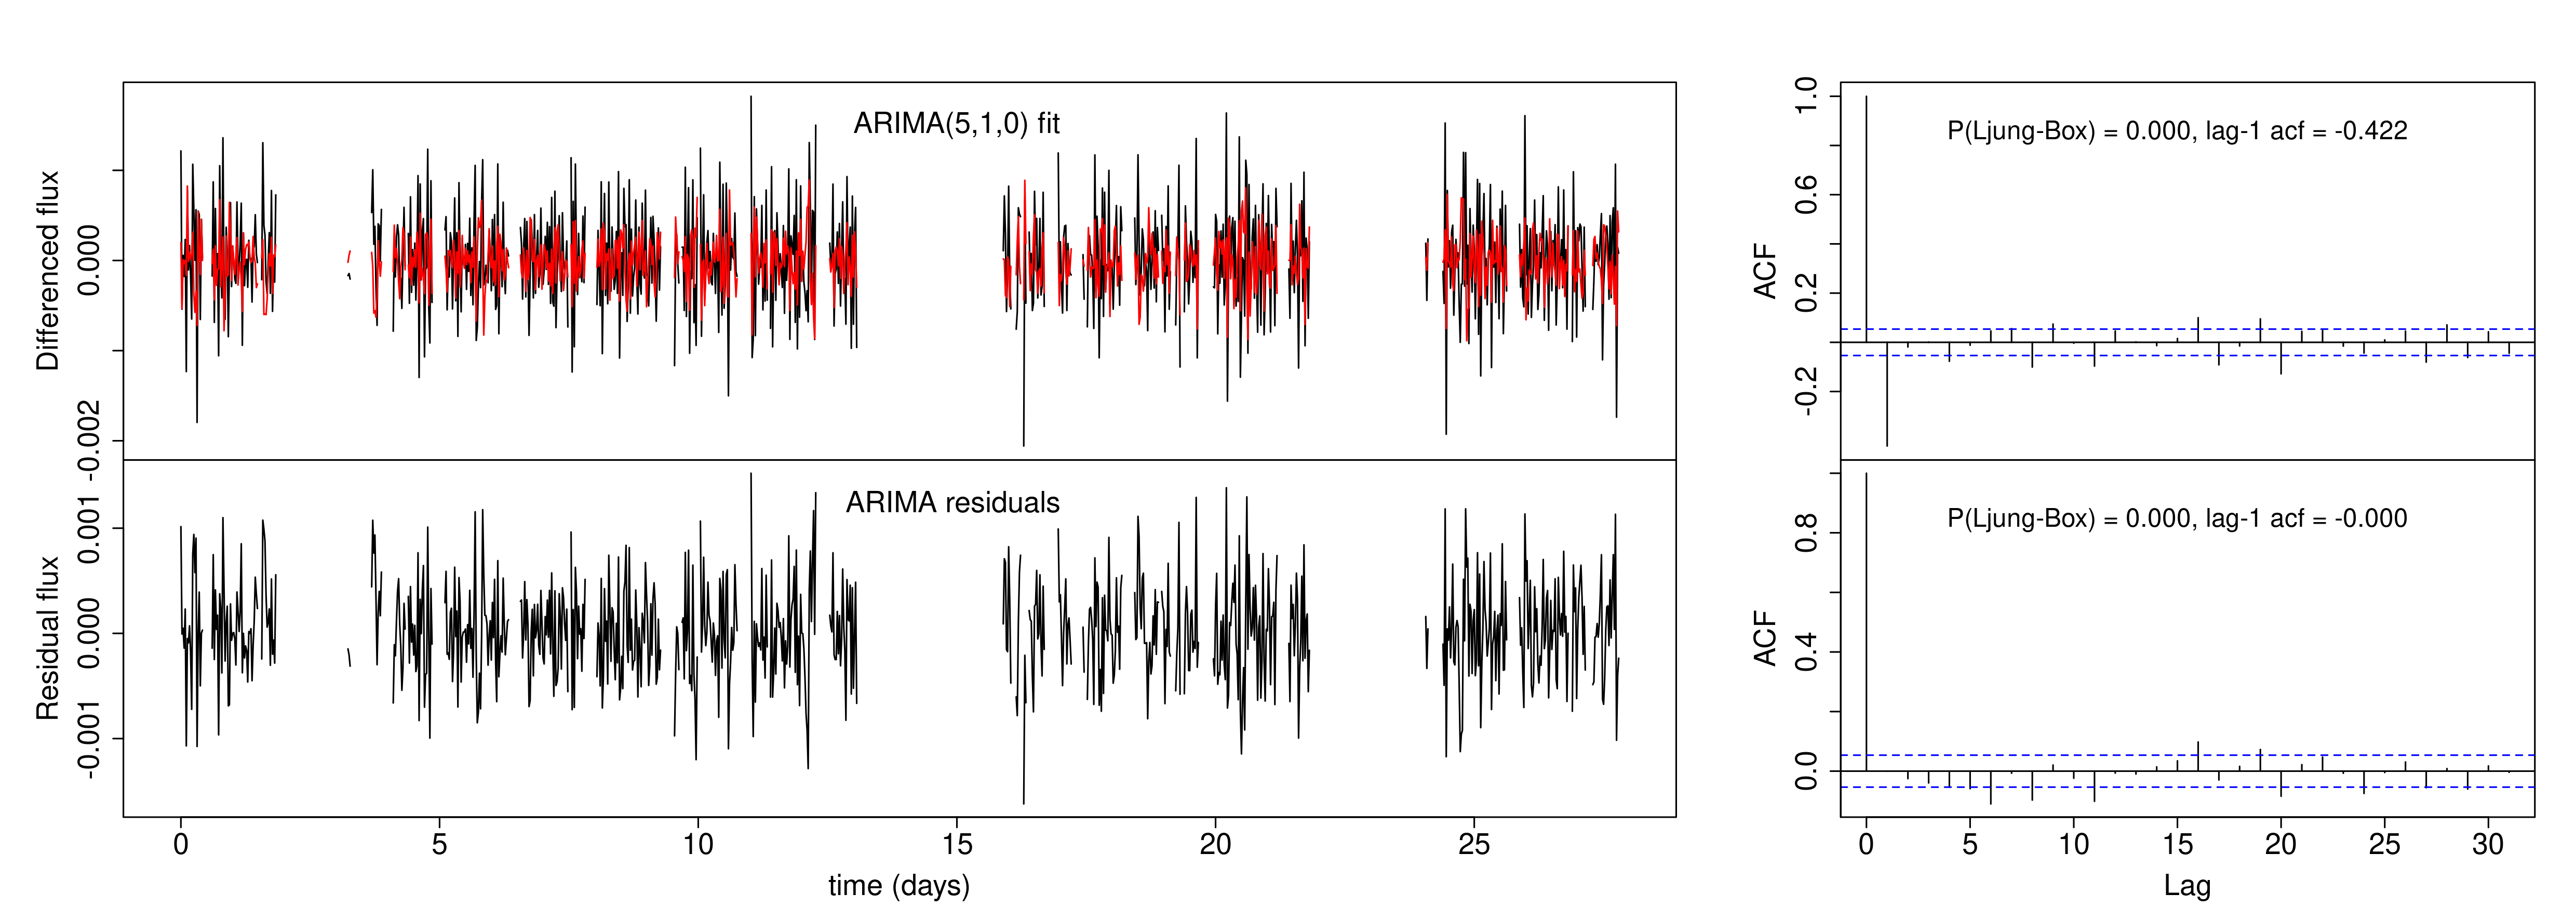 Differenced flux
0.000
-0.002
ARIMA(5,1,0) fit
Residual flux
0.001
0.000
-0.001
ARIMA residuals
0
5
10
15
20
25
time (days)
ACF
1.0
0.6
0.2
-0.2
P(Ljung-Box) = 0.000, lag-1 acf = -0.422
ACF
0.8
0.4
0.0
P(Ljung-Box) = 0.000, lag-1 acf = -0.000
0
5
10
15
20
25
30
Lag